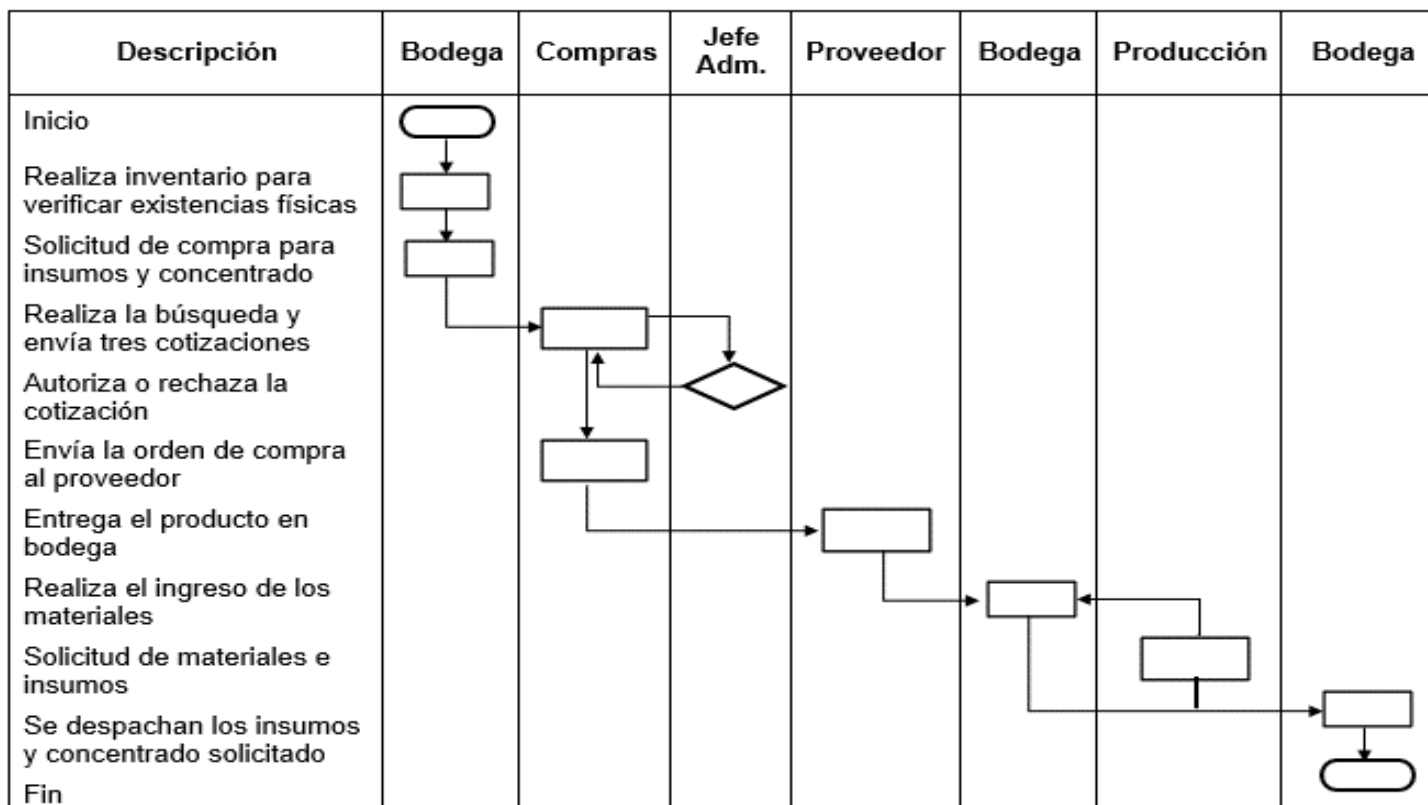 Descripción
Bodega
Compras
Jefe
Adm.
Proveedor
Bodega
Producción
Bodega
Inicio
Realiza inventario para
verificar existencias físicas
Solicitud de compra para
insumos y concentrado
Realiza la búsqueda y
envía tres cotizaciones
Autoriza o rechaza la
cotización
Envía la orden de compra
al proveedor
Entrega el producto en
bodega
Realiza el ingreso de los
materiales
Solicitud de materiales e
insumos
Se despachan los insumos
y concentrado solicitado
Fin